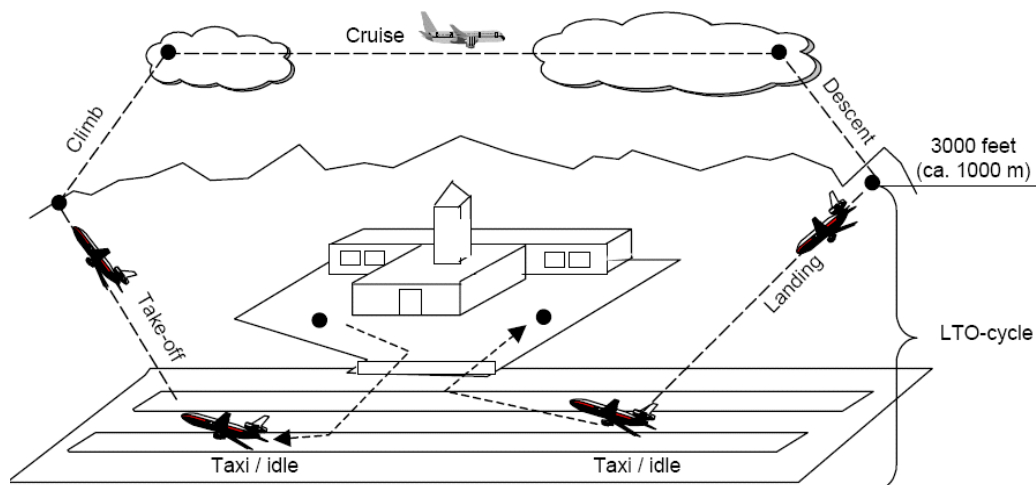 Cruise
Climb
Descent
3000 feet
(ca. 1000 m)
Take-off
Landing
LTO-cycle
Taxi / idle
Taxi / idle